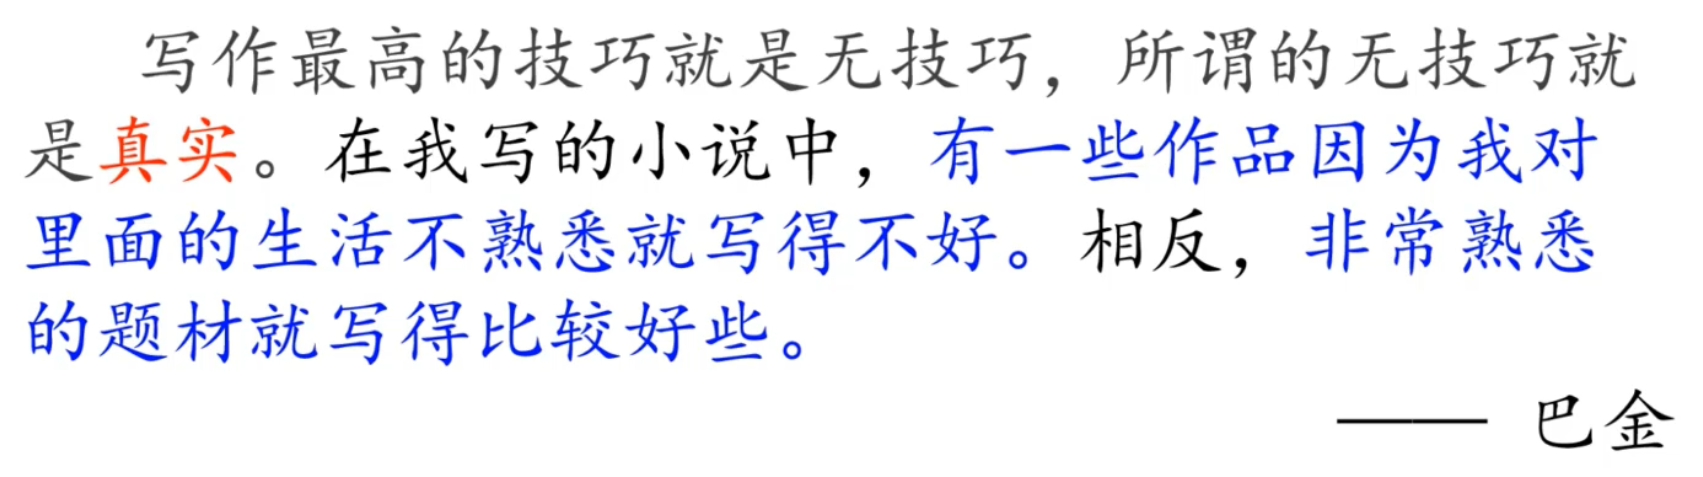 写作最高的技巧就是无技巧，所谓的无技巧就
是真实。在我写的小说中，有一些作品因为我对
里面的生活不熟悉就写得不好。相反，非常熟悉
的题材就写得比较好些。
—— 巴金